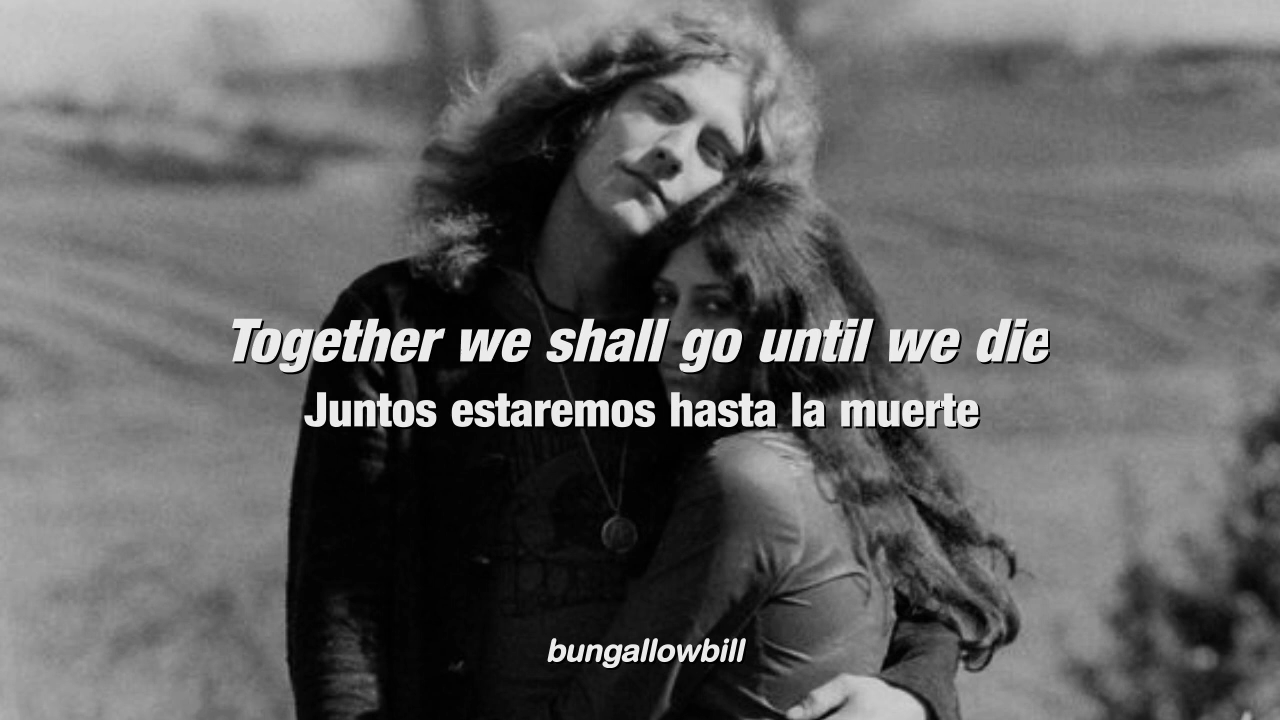 Together we shall go until we die
Juntos estaremos hasta la muerte
bungallowbill